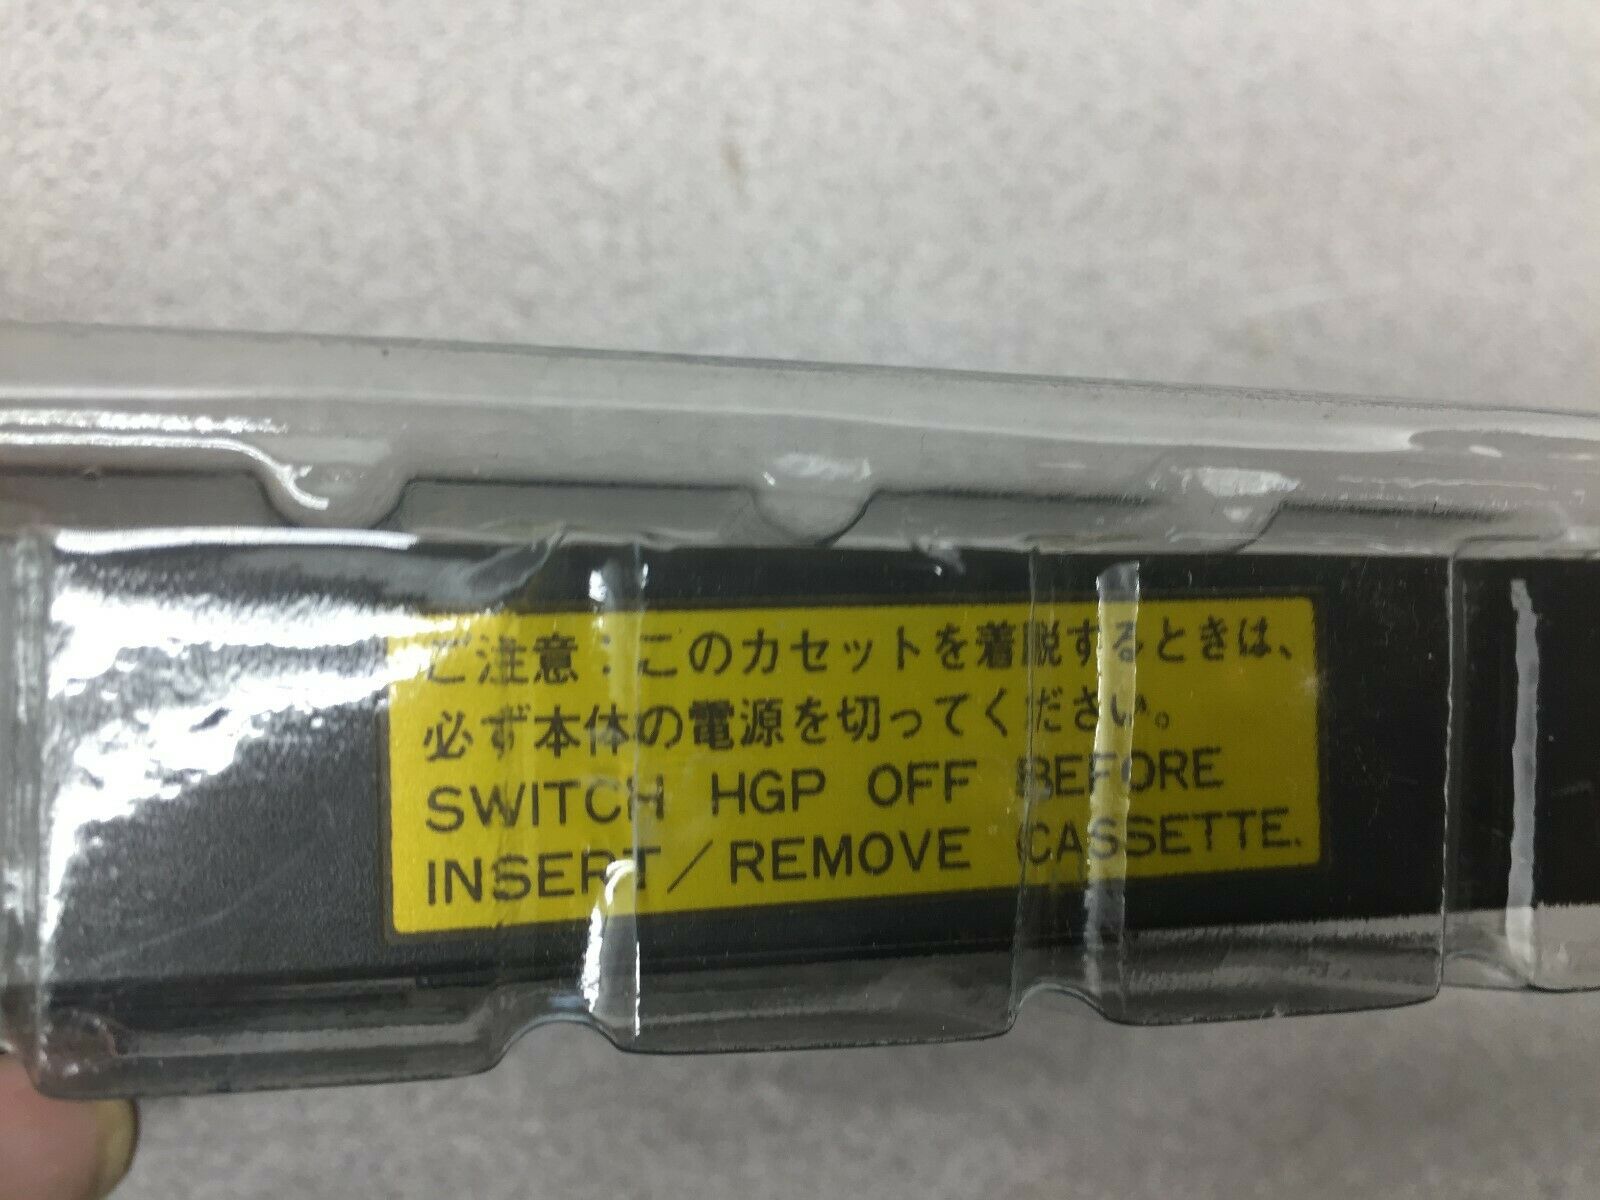 ご注意:このカセットを着脱するときは、
必ず本体の電源を切ってください。
SWITCH HGP OFF BEFORE
INSERT/REMOVE CASSETTE.